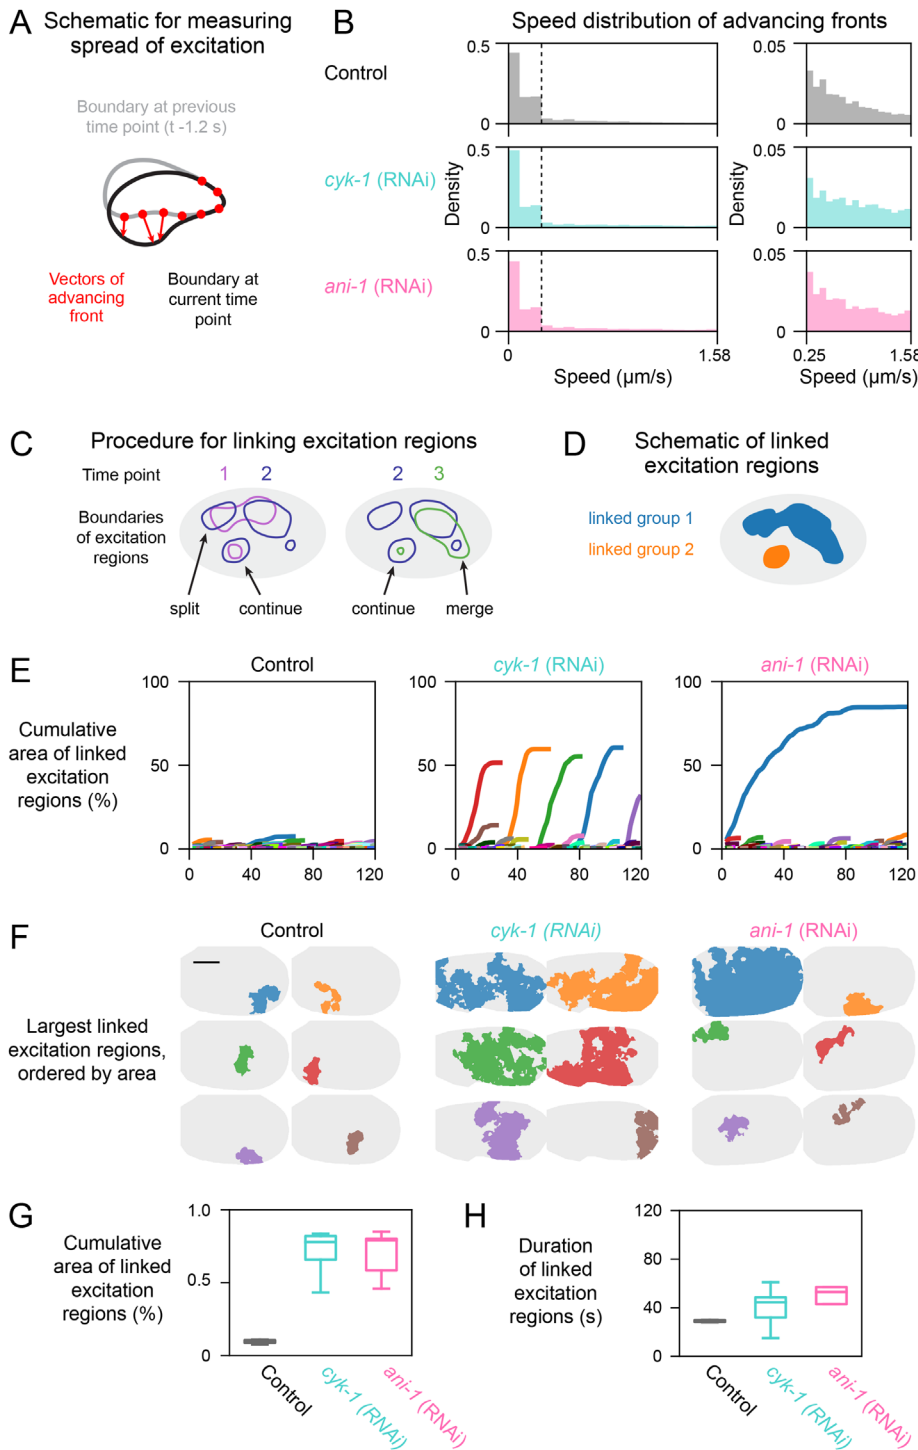 A
Schematic for measuring
spread of excitation
Boundary at previous
time point (t -1.2 s)
Vectors of
advancing
front
Boundary at
current time
point
B
Speed distribution of advancing fronts
Control
cyk-1 (RNAi)
ani-1 (RNAi)
Density
0.5
0
0.5
0
0.5
0
0
1.58
Speed (µm/s)
Density
0.05
0
0.05
0
0.05
0
0.25
1.58
Speed (µm/s)
C
Procedure for linking excitation regions
Time point
1
2
2
3
Boundaries
of excitation
regions
split
continue
continue
merge
D
Schematic of linked
excitation regions
linked group 1
linked group 2
E
Control
cyk-1 (RNAi)
ani-1 (RNAi)
Cumulative
area of linked
excitation
regions (%)
100
50
0
0
40
80
120
100
50
0
0
40
80
120
100
50
0
0
40
80
120
F
Control
cyk-1 (RNAi)
ani-1 (RNAi)
Largest linked
excitation regions,
ordered by area
G
Cumulative
area of linked
excitation
regions (%)
1.0
0.5
0
Control
cyk-1 (RNAi)
ani-1 (RNAi)
H
Duration
of linked
excitation
regions (s)
120
80
40
0
Control
cyk-1 (RNAi)
ani-1 (RNAi)